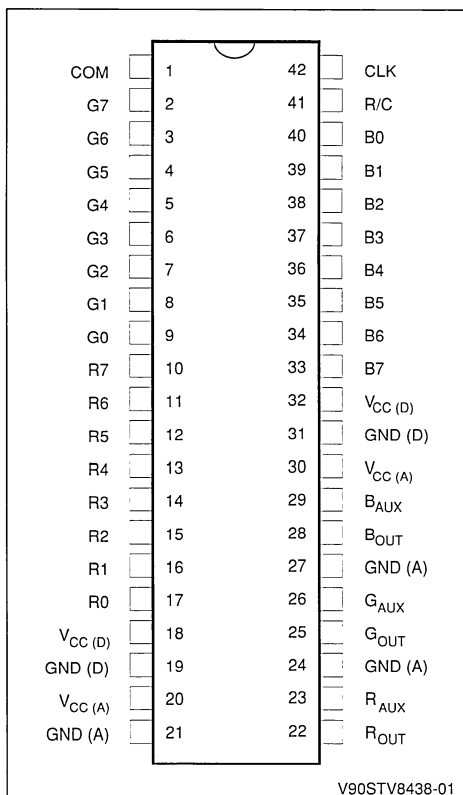 COM 1 42 CLK
G7 2 41 R/C
G6 3 40 B0
G5 4 39 B1
G4 5 38 B2
G3 6 37 B3
G2 7 36 B4
G1 8 35 B5
G0 9 34 B6
R7 10 33 B7
R6 11 32 VCC (D)
R5 12 31 GND (D)
R4 13 30 VCC (A)
R3 14 29 BAUX
R2 15 28 BOUT
R1 16 27 GND (A)
R0 17 26 GAUX
VCC (D) 18 25 GOUT
GND (D) 19 24 GND (A)
VCC (A) 20 23 RAUX
GND (A) 21 22 ROUT
V90STV8438-01